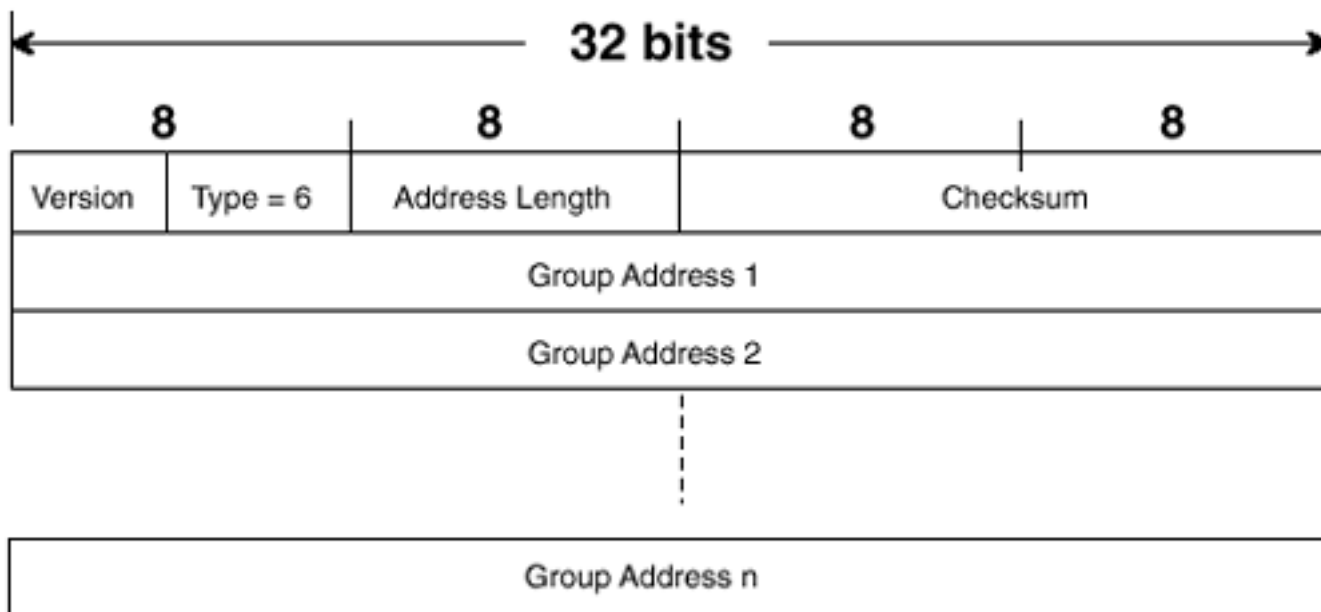 32 bits
8 8 8 8
Version Type = 6 Address Length Checksum
Group Address 1
Group Address 2
Group Address n